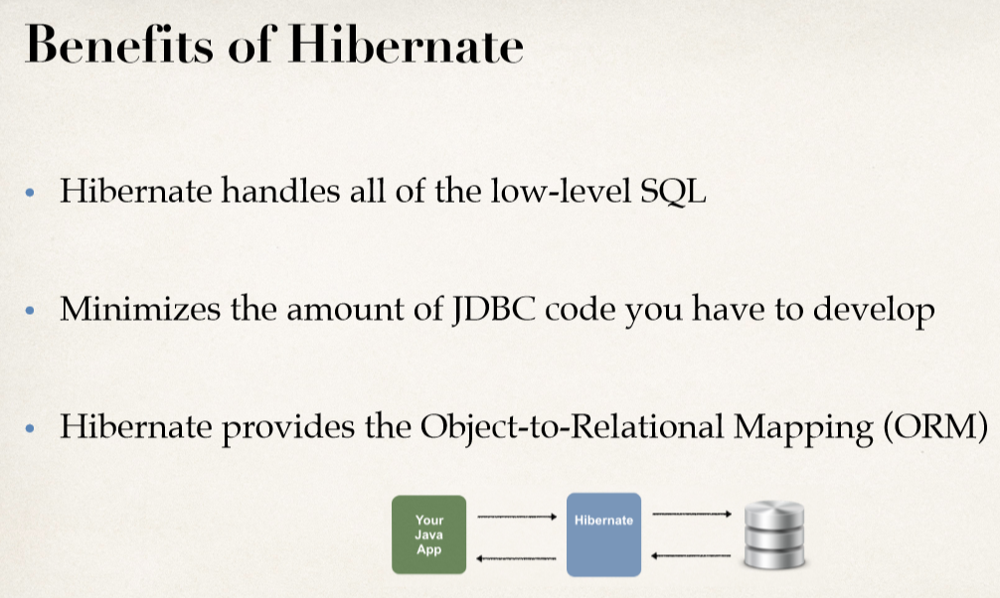 Benefits of Hibernate
Hibernate handles all of the low-level SQL
Minimizes the amount of JDBC code you have to develop
Hibernate provides the Object-to-Relational Mapping (ORM)
Your
Java
App
Hibernate